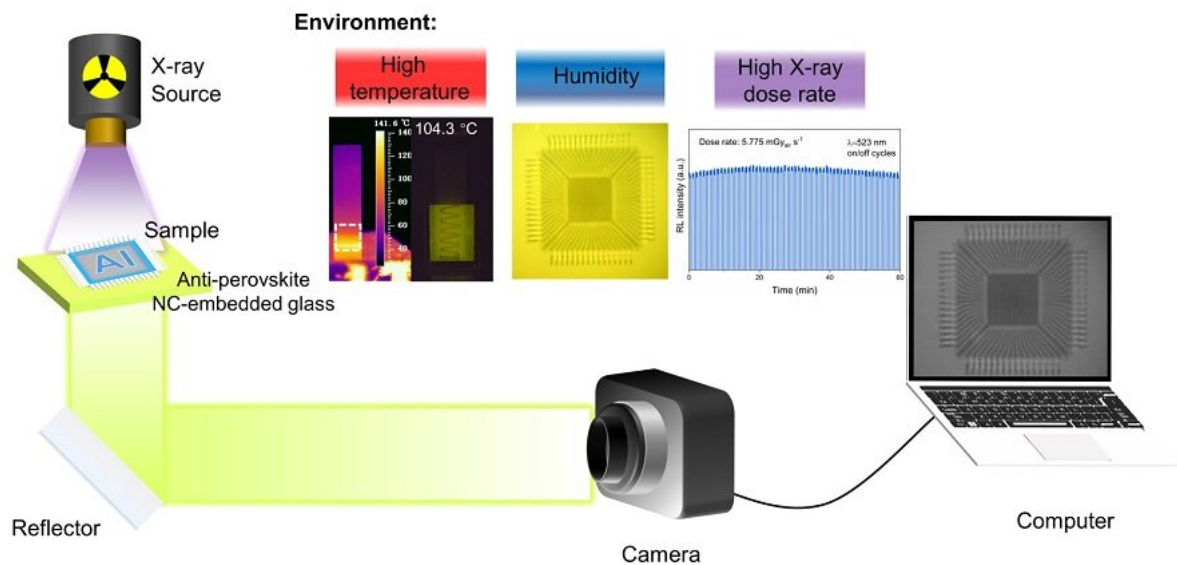 Environment:
X-ray
Source
High
temperature
Humidity
High X-ray
dose rate
141.6 ℃
140
120
100
80
60
40
104.3 °C
Dose rate: 5.775 mGyair s-1
λ=523 nm
on/off cycles
RL intensity (a.u.)
0
20
40
60
Time (min)
Sample
AI
Anti-perovskite
NC-embedded glass
Reflector
Camera
Computer